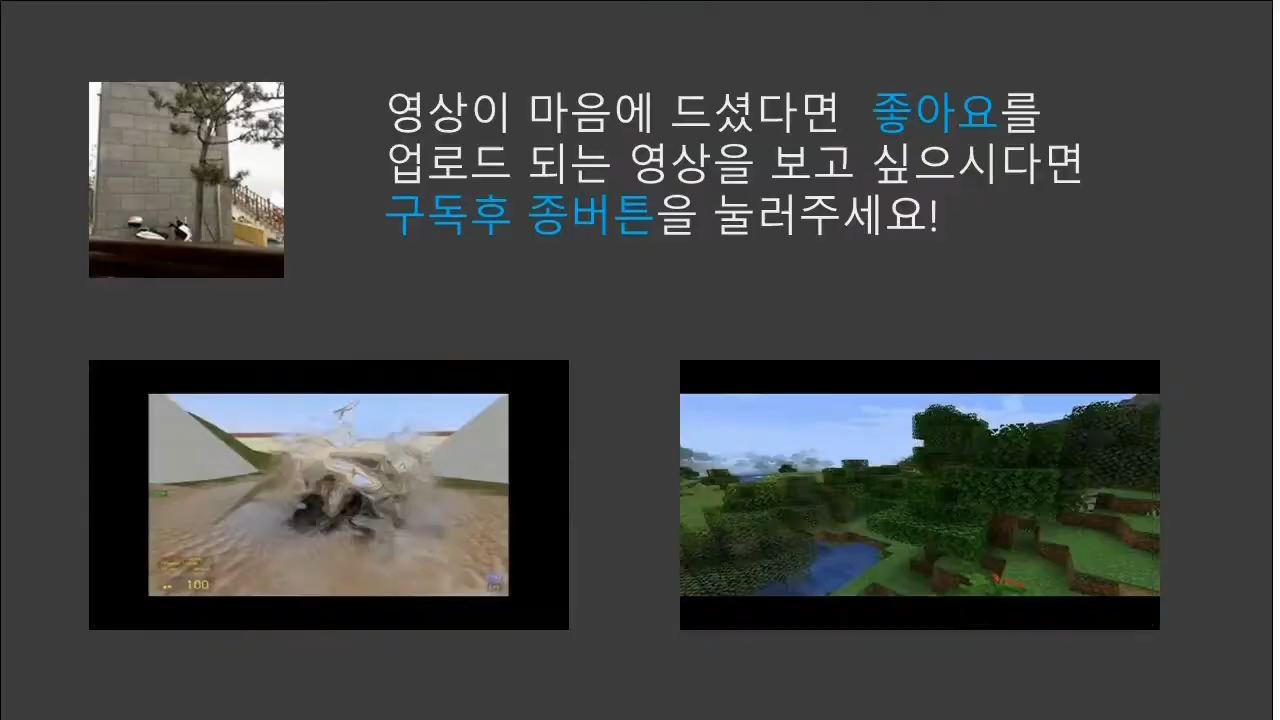 영상이 마음에 드셨다면 좋아요를
업로드 되는 영상을 보고 싶으시다면
구독후 종버튼을 눌러주세요!
100